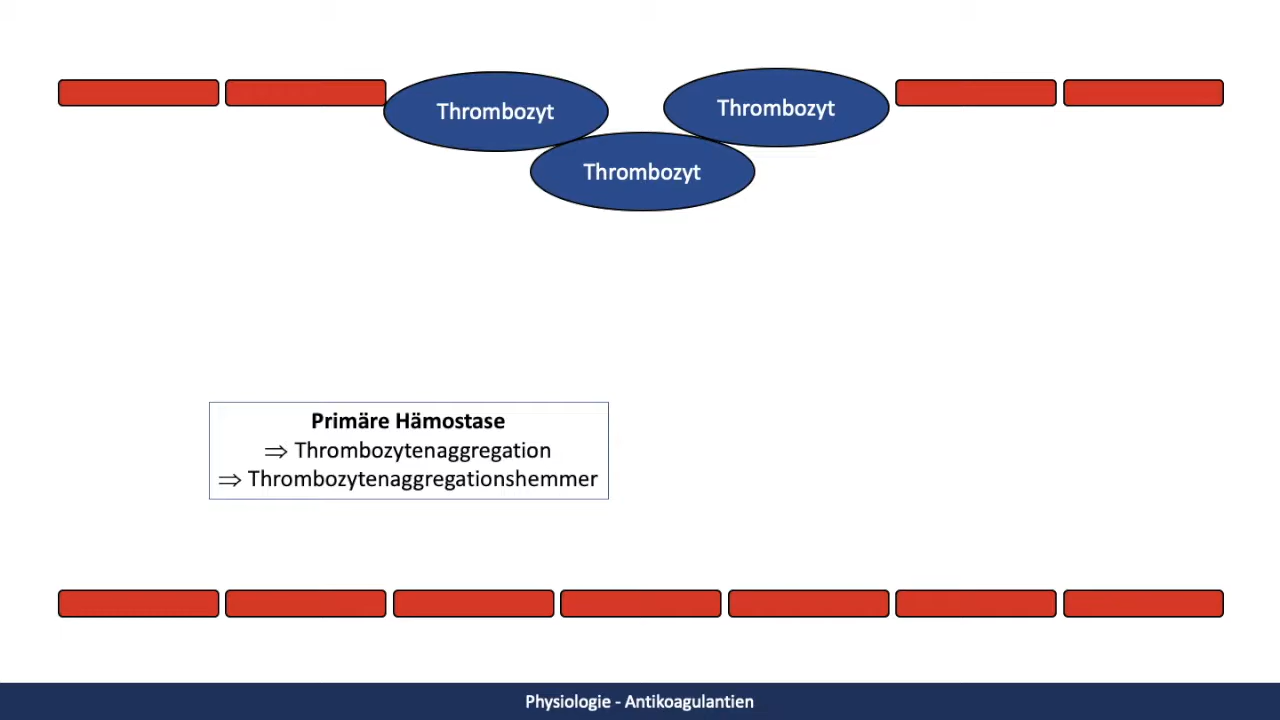 Thrombozyt
Thrombozyt
Thrombozyt
Primäre Hämostase
⇒ Thrombozytenaggregation
⇒ Thrombozytenaggregationshemmer
Physiologie - Antikoagulantien